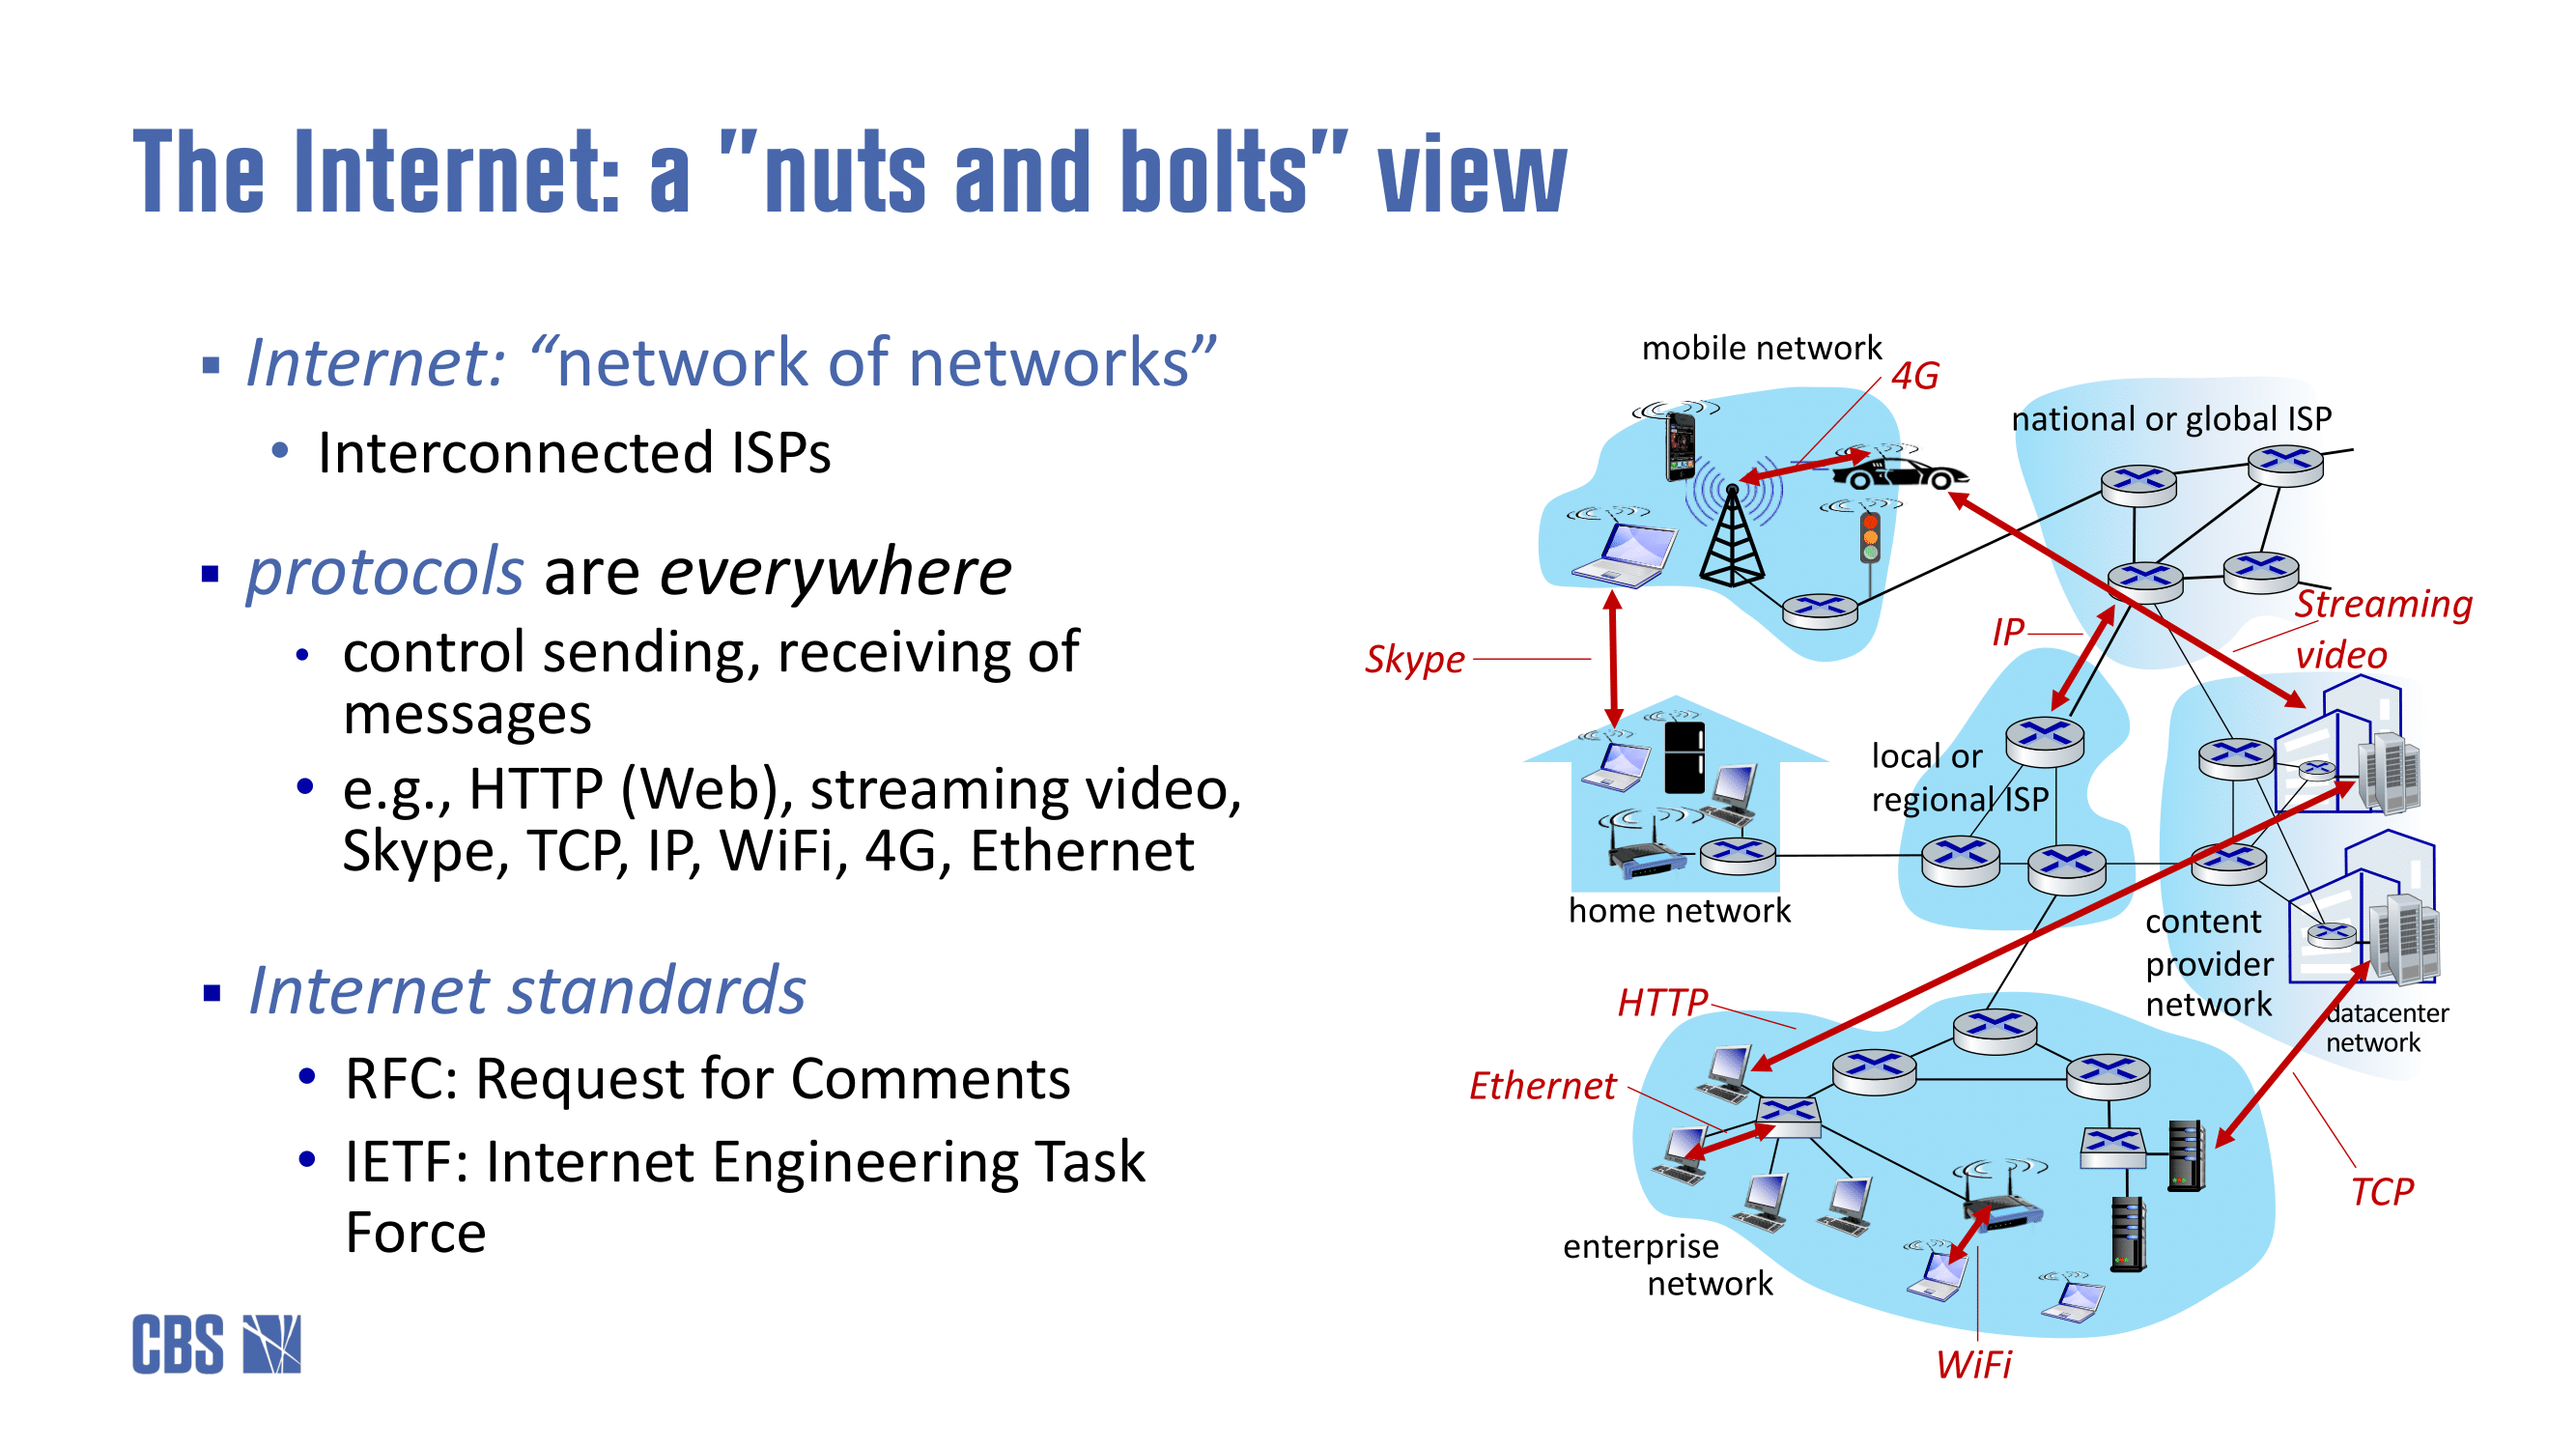 The Internet: a "nuts and bolts" view
▪ Internet: “network of networks”
• Interconnected ISPs
▪ protocols are everywhere
• control sending, receiving of
messages
• e.g., HTTP (Web), streaming video,
Skype, TCP, IP, WiFi, 4G, Ethernet
▪ Internet standards
• RFC: Request for Comments
• IETF: Internet Engineering Task
Force
mobile network
4G
national or global ISP
Streaming
video
IP
Skype
local or
regional ISP
home network
content
provider
network
datacenter
network
HTTP
Ethernet
TCP
enterprise
network
WiFi
CBS